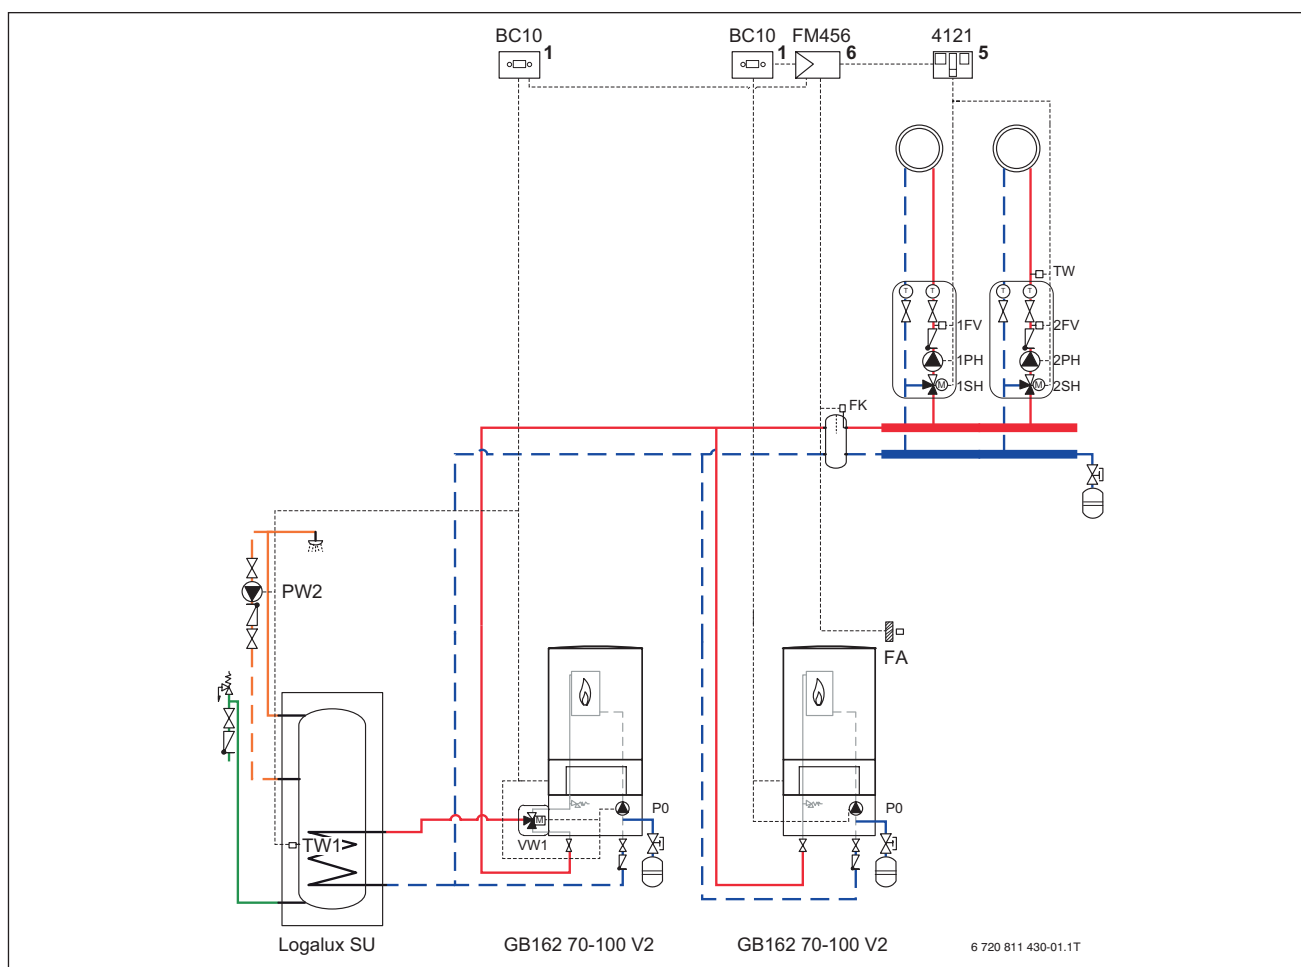 BC10
1
BC10
1
FM456
6
4121
5
TW
T
T
T
T
1FV
2FV
1PH
2PH
M
1SH
M
2SH
FK
PW2
FA
P0
P0
M
VW1
TW1
Logalux SU
GB162 70-100 V2
GB162 70-100 V2
6 720 811 430-01.1T